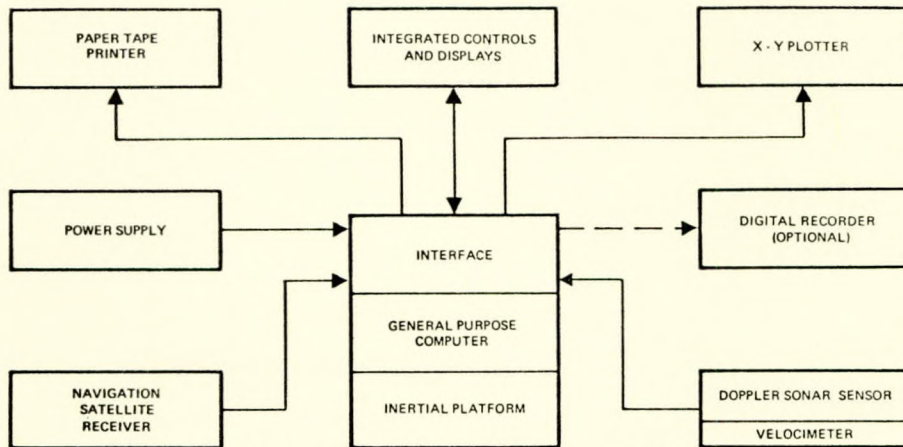 PAPER TAPE
PRINTER
INTEGRATED CONTROLS
AND DISPLAYS
X - Y PLOTTER
POWER SUPPLY
INTERFACE
DIGITAL RECORDER
(OPTIONAL)
GENERAL PURPOSE
COMPUTER
NAVIGATION
SATELLITE
RECEIVER
INERTIAL PLATFORM
DOPPLER SONAR SENSOR
VELOCIMETER